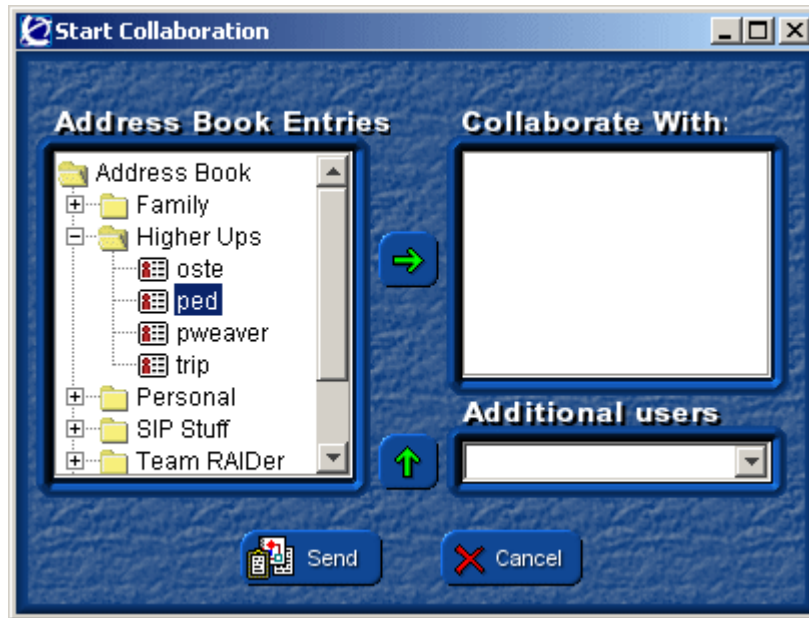 Start Collaboration
Address Book Entries
Address Book
Family
Higher Ups
oste
ped
pweaver
trip
Personal
SIP Stuff
Team RAIDer
Collaborate With:
Additional users
Send
Cancel